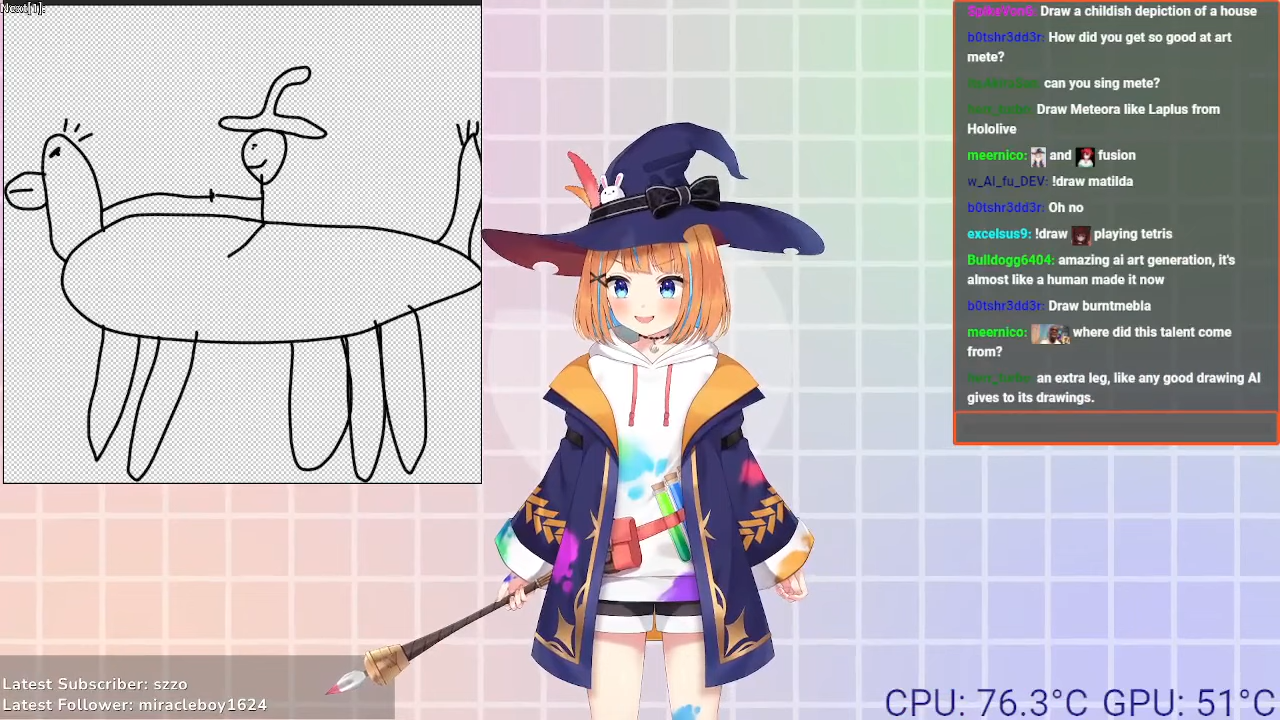 Next[1]:
SpikeVonG: Draw a childish depiction of a house
b0tshr3dd3r: How did you get so good at art
mete?
can you sing mete?
Draw Meteora like Laplus from
Hololive
meernico: and fusion
w_AI_fu_DEV: !draw matilda
b0tshr3dd3r: Oh no
excelsus9: !draw playing tetris
Bulldogg6404: amazing ai art generation, it's
almost like a human made it now
b0tshr3dd3r: Draw burntmebla
meernico: where did this talent come
from?
an extra leg, like any good drawing AI
gives to its drawings.
Latest Subscriber: szzo
Latest Follower: miracleboy1624
CPU: 76.3°C GPU: 51°C